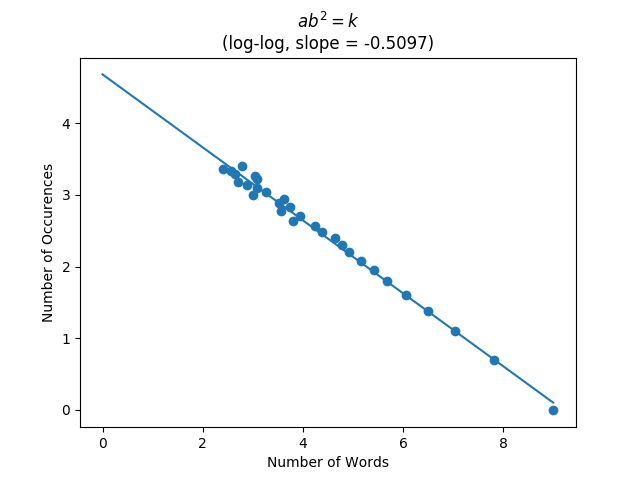 ab² = k
(log-log, slope = -0.5097)
Number of Occurences
4
3
2
1
0
0 2 4 6 8
Number of Words